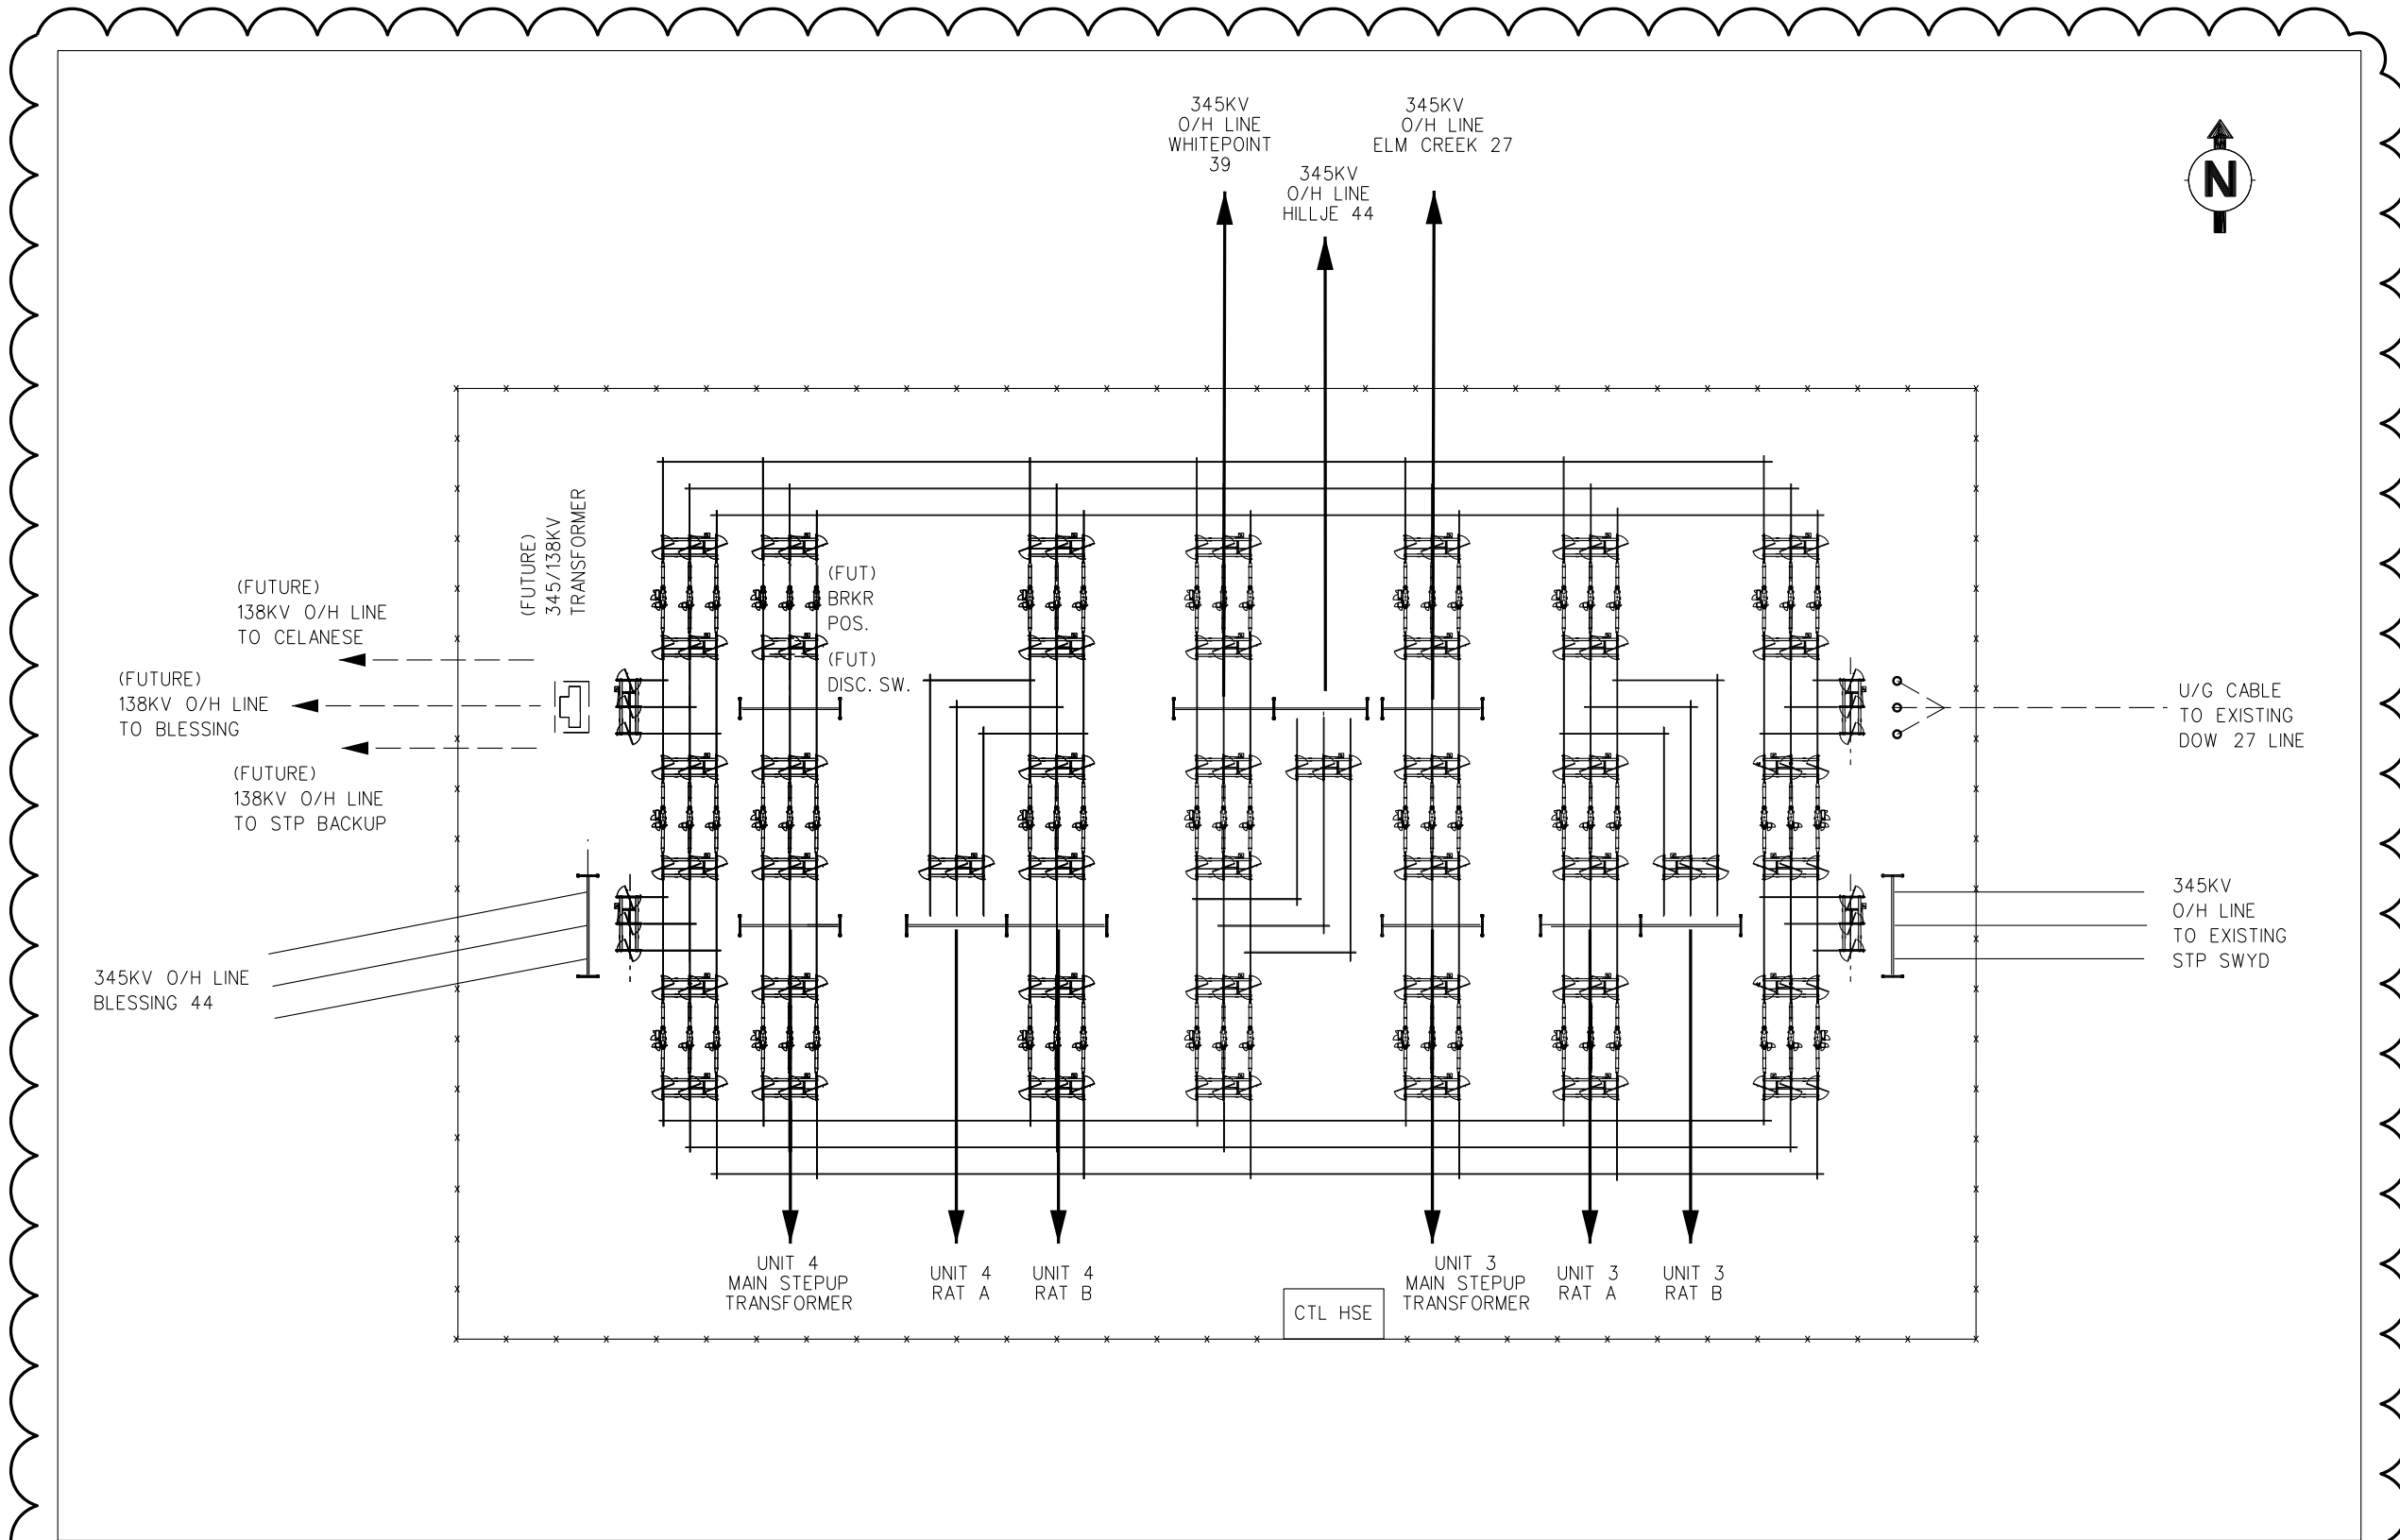 345KV
O/H LINE
WHITEPOINT
39
345KV
O/H LINE
ELM CREEK 27
345KV
O/H LINE
HILLJE 44
N
(FUTURE)
345/138KV
TRANSFORMER
(FUT)
BRKR
POS.
(FUT)
DISC. SW.
(FUTURE)
138KV O/H LINE
TO CELANESE
(FUTURE)
138KV O/H LINE
TO BLESSING
(FUTURE)
138KV O/H LINE
TO STP BACKUP
U/G CABLE
TO EXISTING
DOW 27 LINE
345KV
O/H LINE
TO EXISTING
STP SWYD
345KV O/H LINE
BLESSING 44
UNIT 4
MAIN STEPUP
TRANSFORMER
UNIT 4
RAT A
UNIT 4
RAT B
CTL HSE
UNIT 3
MAIN STEPUP
TRANSFORMER
UNIT 3
RAT A
UNIT 3
RAT B